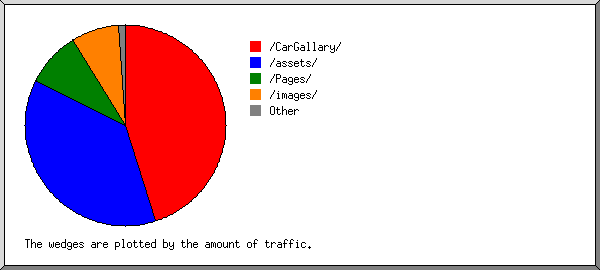 /CarGallary/
/assets/
/Pages/
/images/
Other
The wedges are plotted by the amount of traffic.